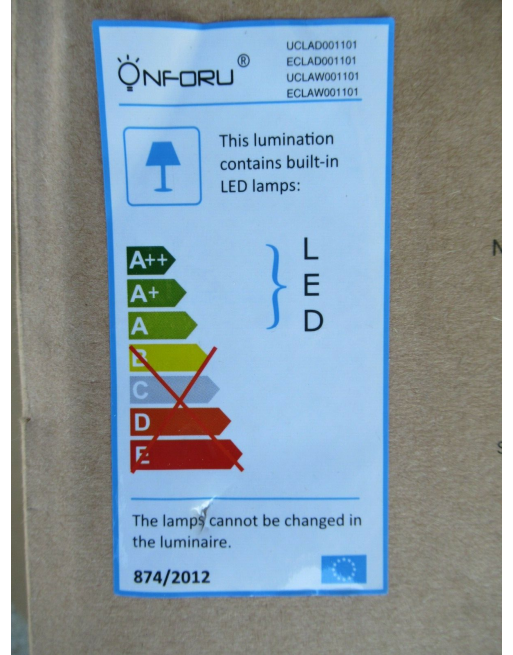 ONFORU®
UCLAD001101
ECLAD001101
UCLAW001101
ECLAW001101
This lumination
contains built-in
LED lamps:
A++
A+
A
B
C
D
E
L
E
D
The lamps cannot be changed in
the luminaire.
874/2012